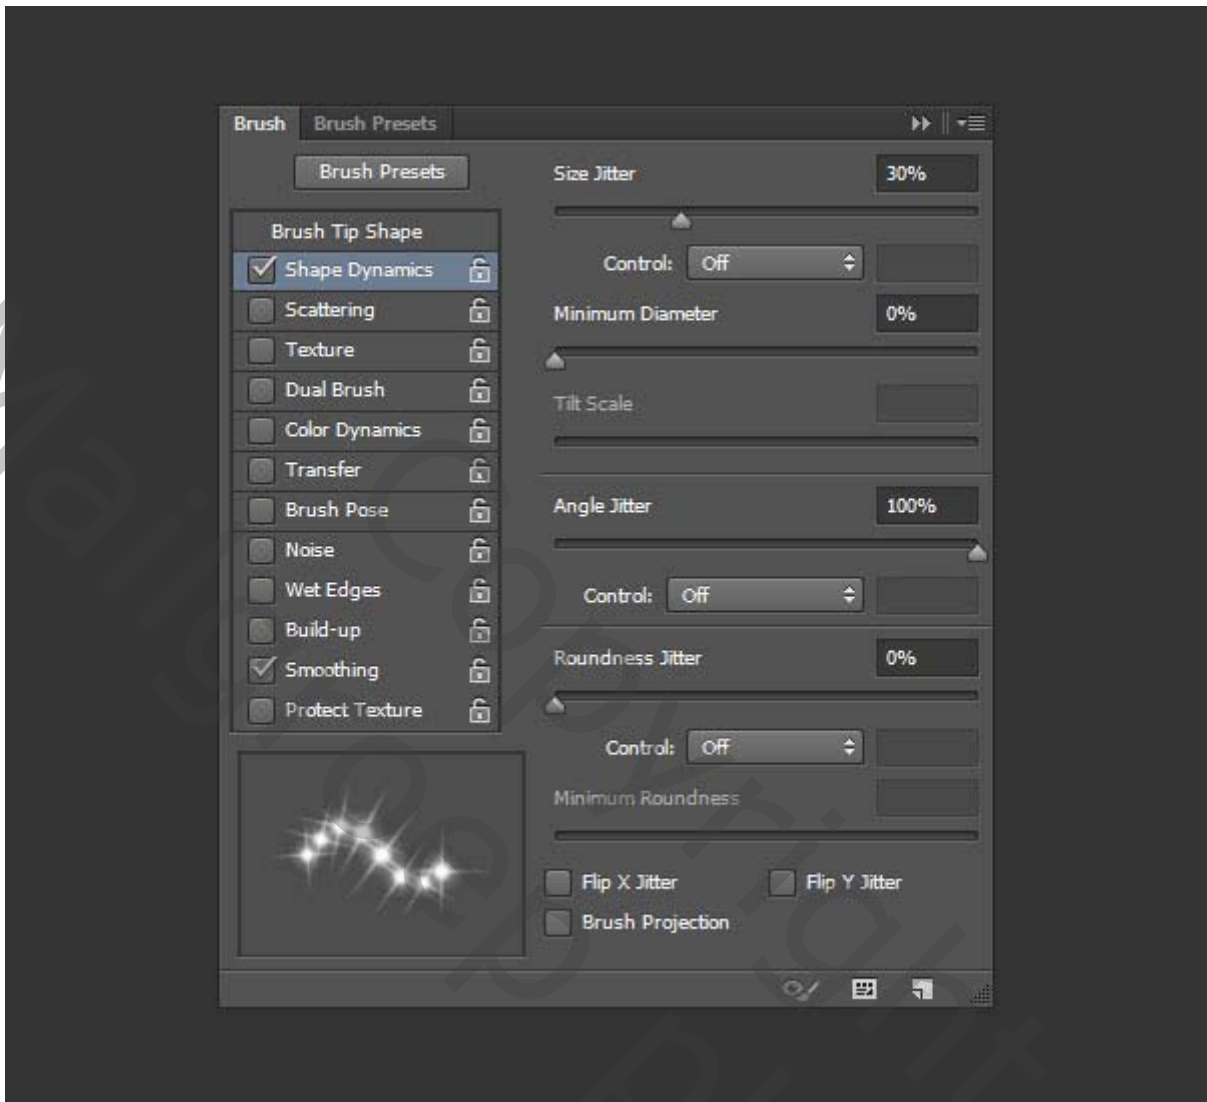 Brush Brush Presets
Brush Presets
Brush Tip Shape
Shape Dynamics
Scattering
Texture
Dual Brush
Color Dynamics
Transfer
Brush Pose
Noise
Wet Edges
Build-up
Smoothing
Protect Texture
Size Jitter 30%
Control: Off
Minimum Diameter 0%
Tilt Scale
Angle Jitter 100%
Control: Off
Roundness Jitter 0%
Control: Off
Minimum Roundness
Flip X Jitter Flip Y Jitter
Brush Projection
Copyright